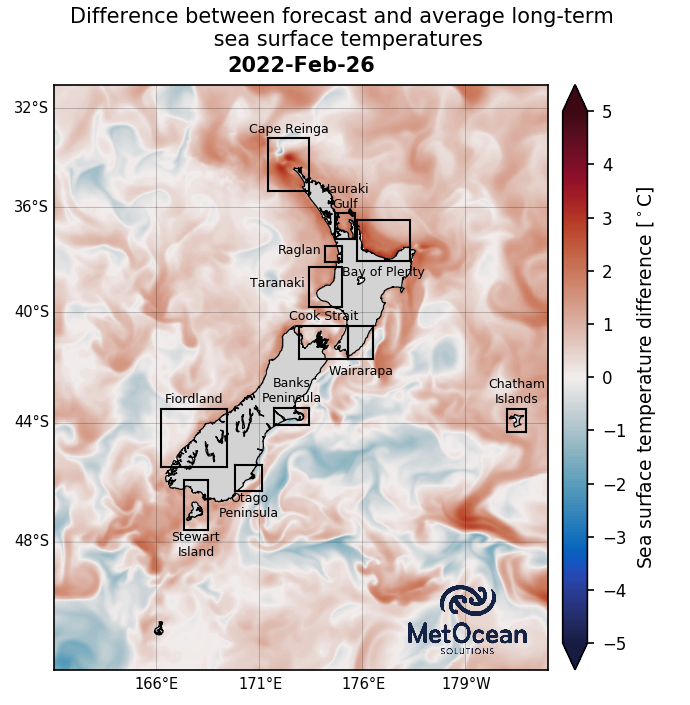 Difference between forecast and average long-term
sea surface temperatures
2022-Feb-26
32°S
36°S
40°S
44°S
48°S
166°E
171°E
176°E
179°W
Cape Reinga
Hauraki
Gulf
Raglan
Bay of Plenty
Taranaki
Cook Strait
Wairarapa
Banks
Peninsula
Fiordland
Chatham
Islands
Otago
Peninsula
Stewart
Island
MetOcean
SOLUTIONS
5
4
3
2
1
0
−1
−2
−3
−4
−5
Sea surface temperature difference [°C]